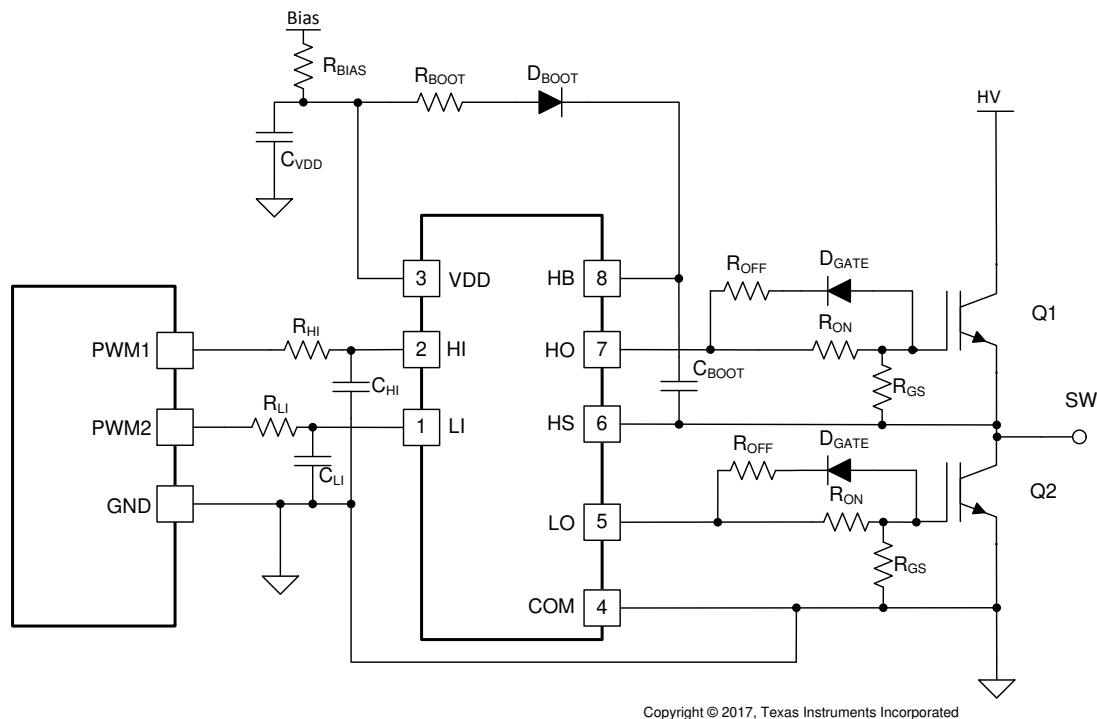 Bias
RBIAS
RBOOT
DBOOT
HV
CVDD
3
VDD
HB
8
ROFF
DGATE
Q1
RHI
RON
PWM1
2
HI
HO
7
CHI
CBOOT
RGS
SW
RLI
PWM2
1
LI
HS
6
ROFF
DGATE
CLI
Q2
RON
GND
LO
5
RGS
COM
4
Copyright © 2017, Texas Instruments Incorporated